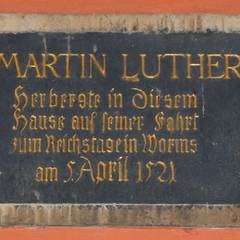 MARTIN LUTHER
Herbergte in diesem
Hause auf seiner Fahrt
zum Reichstage in Worms
am 5. April 1521